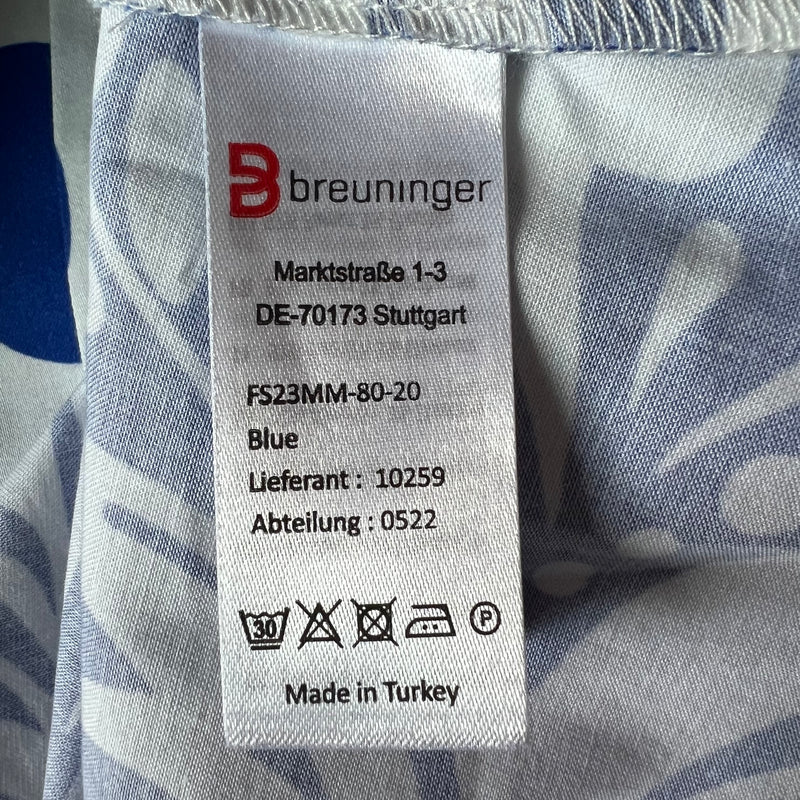 breuninger
Marktstraße 1-3
DE-70173 Stuttgart
FS23MM-80-20
Blue
Lieferant : 10259
Abteilung : 0522
30
P
Made in Turkey